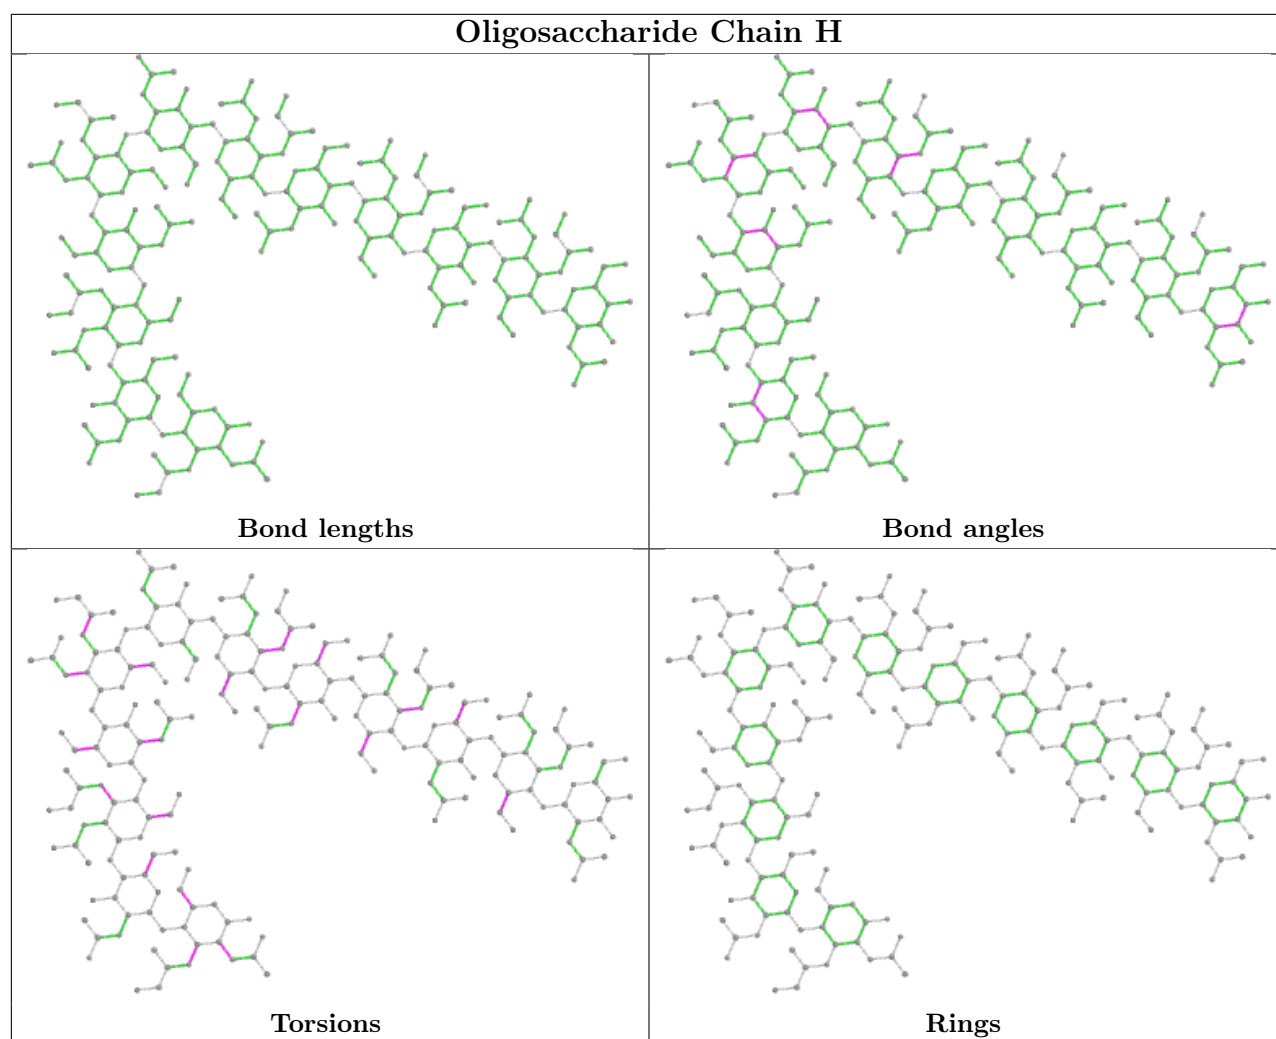 Oligosaccharide Chain H
Bond lengths
Bond angles
Torsions
Rings